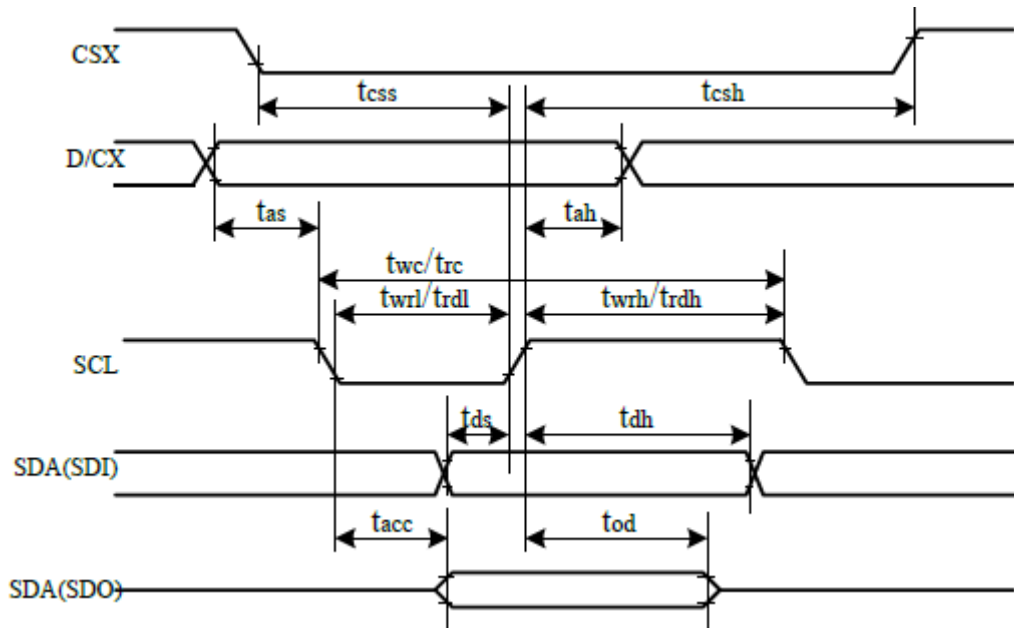 CSX
tcss
tcsh
D/CX
tas
tah
twc/trc
twrl/trdl
twrh/trdh
SCL
tds
tdh
SDA(SDI)
tacc
tod
SDA(SDO)